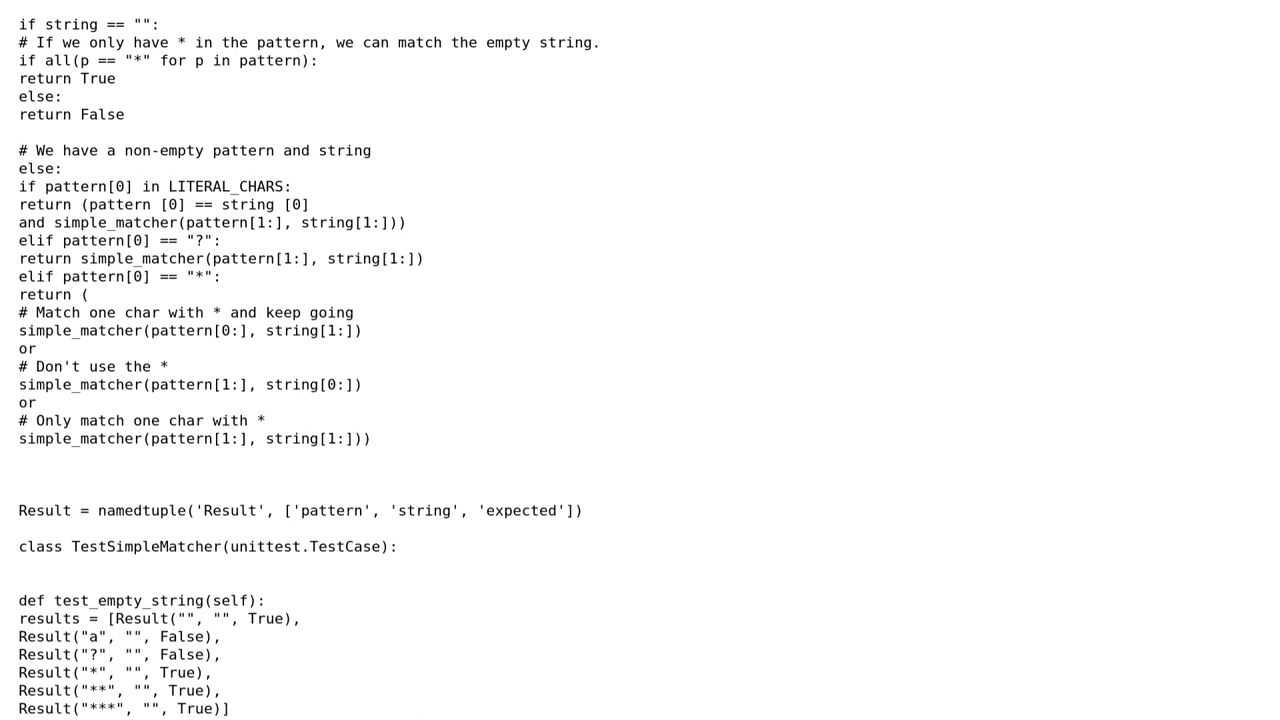 if string == "":
# If we only have * in the pattern, we can match the empty string.
if all(p == "*" for p in pattern):
return True
else:
return False
# We have a non-empty pattern and string
else:
if pattern[0] in LITERAL_CHARS:
return (pattern [0] == string [0]
and simple_matcher(pattern[1:], string[1:]))
elif pattern[0] == "?":
return simple_matcher(pattern[1:], string[1:])
elif pattern[0] == "*":
return (
# Match one char with * and keep going
simple_matcher(pattern[0:], string[1:])
or
# Don't use the *
simple_matcher(pattern[1:], string[0:])
or
# Only match one char with *
simple_matcher(pattern[1:], string[1:]))
Result = namedtuple('Result', ['pattern', 'string', 'expected'])
class TestSimpleMatcher(unittest.TestCase):
def test_empty_string(self):
results = [Result("", "", True),
Result("a", "", False),
Result("?", "", False),
Result("*", "", True),
Result("**", "", True),
Result("***", "", True)]